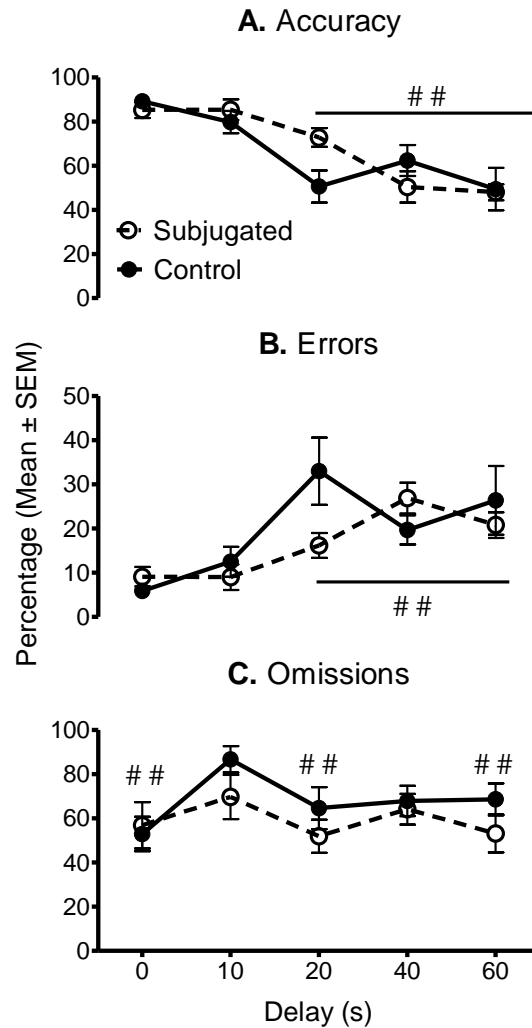 A. Accuracy
100
80
60
40
20
0
# #
Subjugated
Control
B. Errors
50
40
30
20
10
0
# #
Percentage (Mean ± SEM)
C. Omissions
100
80
60
40
20
0
# #
# #
# #
0 10 20 40 60
Delay (s)